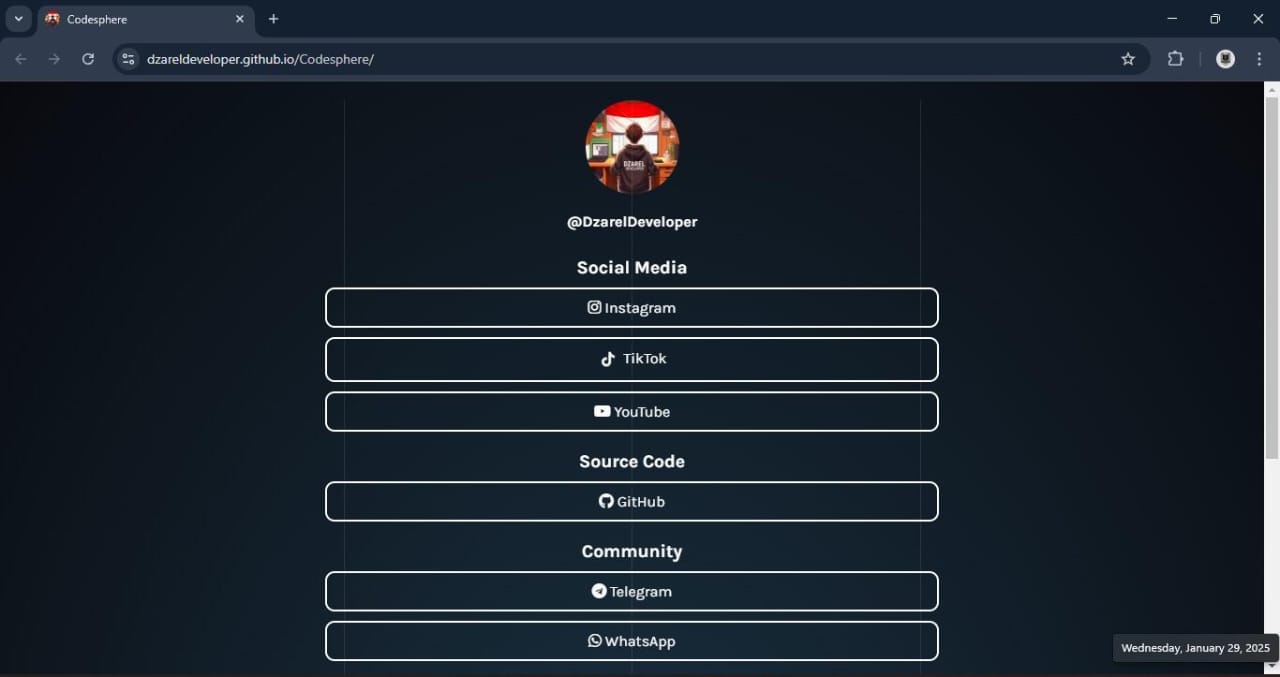 Codesphere
dzareldeveloper.github.io/Codesphere/
DZAREL
DEVELOPER
@DzarelDeveloper
Social Media
Instagram
TikTok
YouTube
Source Code
GitHub
Community
Telegram
WhatsApp
Wednesday, January 29, 2025